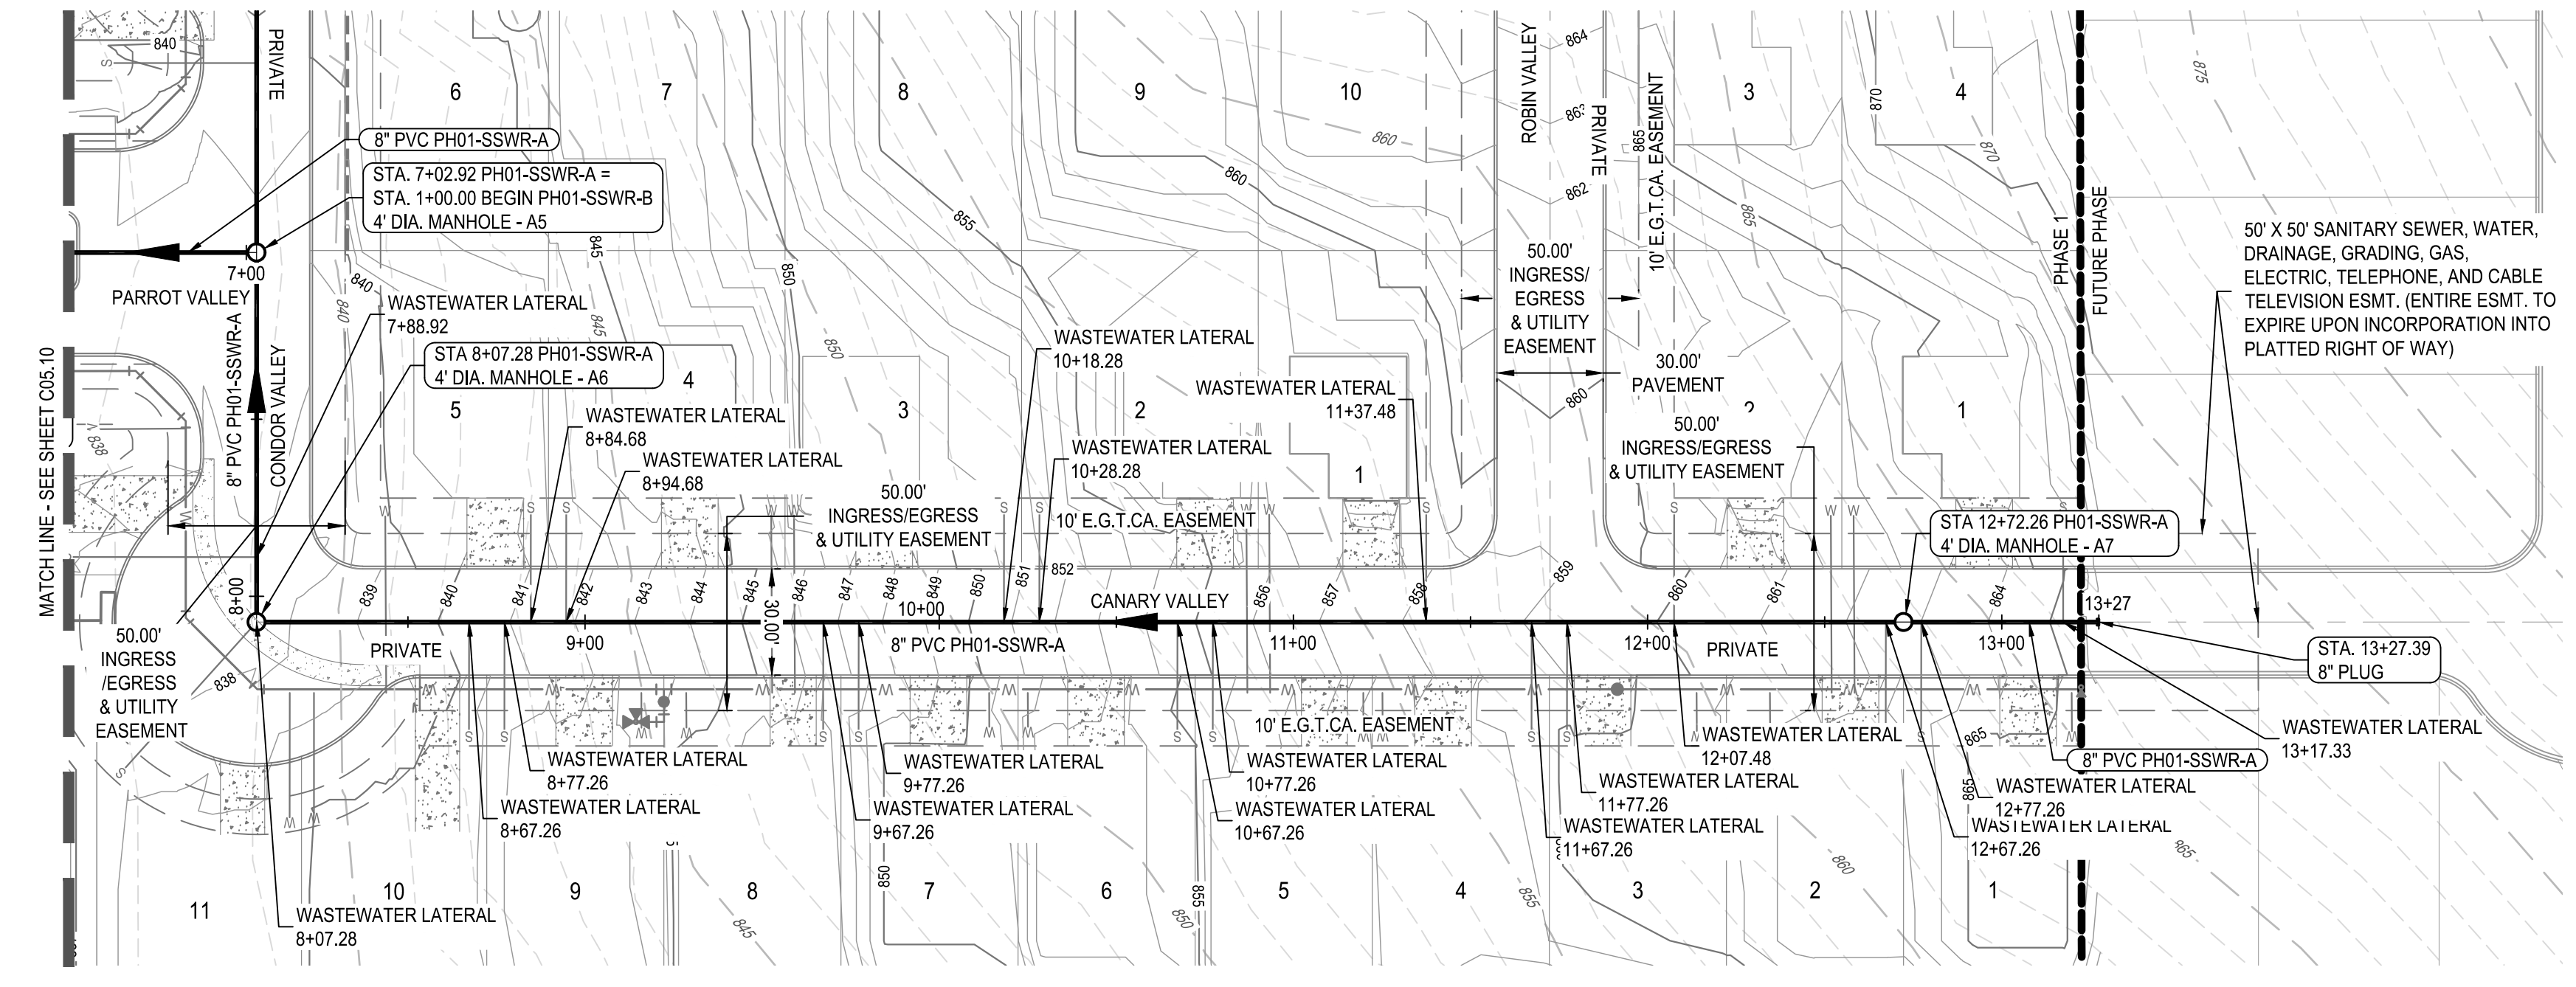 MATCH LINE - SEE SHEET C05.10
840
S
PRIVATE
8" PVC PH01-SSWR-A
STA. 7+02.92 PH01-SSWR-A =
STA. 1+00.00 BEGIN PH01-SSWR-B
4' DIA. MANHOLE - A5
7+00
PARROT VALLEY
8" PVC PH01-SSWR-A
CONDOR VALLEY
WASTEWATER LATERAL
7+88.92
STA 8+07.28 PH01-SSWR-A
4' DIA. MANHOLE - A6
8+00
838
838
50.00'
INGRESS
/EGRESS
& UTILITY
EASEMENT
6
7
8
9
10
3
4
5
4
3
2
1
2
1
840
840
845
845
850
850
855
860
860
ROBIN VALLEY
PRIVATE
864
863
862
860
865
10' E.G.T.CA. EASEMENT
865
870
870
875
50.00'
INGRESS/
EGRESS
& UTILITY
EASEMENT
30.00'
PAVEMENT
50.00'
INGRESS/EGRESS
& UTILITY EASEMENT
PHASE 1
FUTURE PHASE
50' X 50' SANITARY SEWER, WATER,
DRAINAGE, GRADING, GAS,
ELECTRIC, TELEPHONE, AND CABLE
TELEVISION ESMT. (ENTIRE ESMT. TO
EXPIRE UPON INCORPORATION INTO
PLATTED RIGHT OF WAY)
WASTEWATER LATERAL
8+84.68
WASTEWATER LATERAL
8+94.68
50.00'
INGRESS/EGRESS
& UTILITY EASEMENT
WASTEWATER LATERAL
10+18.28
WASTEWATER LATERAL
10+28.28
WASTEWATER LATERAL
11+37.48
10' E.G.T.CA. EASEMENT
STA 12+72.26 PH01-SSWR-A
4' DIA. MANHOLE - A7
839
840
841
842
843
844
845
846
847
848
849
850
851
852
856
857
858
859
860
861
864
30.00'
PRIVATE
9+00
10+00
8" PVC PH01-SSWR-A
CANARY VALLEY
11+00
12+00
PRIVATE
13+00
13+27
STA. 13+27.39
8" PLUG
WASTEWATER LATERAL
13+17.33
8" PVC PH01-SSWR-A
10' E.G.T.CA. EASEMENT
WASTEWATER LATERAL
8+77.26
WASTEWATER LATERAL
8+67.26
WASTEWATER LATERAL
9+77.26
WASTEWATER LATERAL
9+67.26
WASTEWATER LATERAL
10+77.26
WASTEWATER LATERAL
10+67.26
WASTEWATER LATERAL
11+77.26
WASTEWATER LATERAL
11+67.26
WASTEWATER LATERAL
12+07.48
WASTEWATER LATERAL
12+77.26
WASTEWATER LATERAL
12+67.26
WASTEWATER LATERAL
8+07.28
11
10
9
8
7
6
5
4
3
2
1
845
850
855
850
855
860
865
865
865